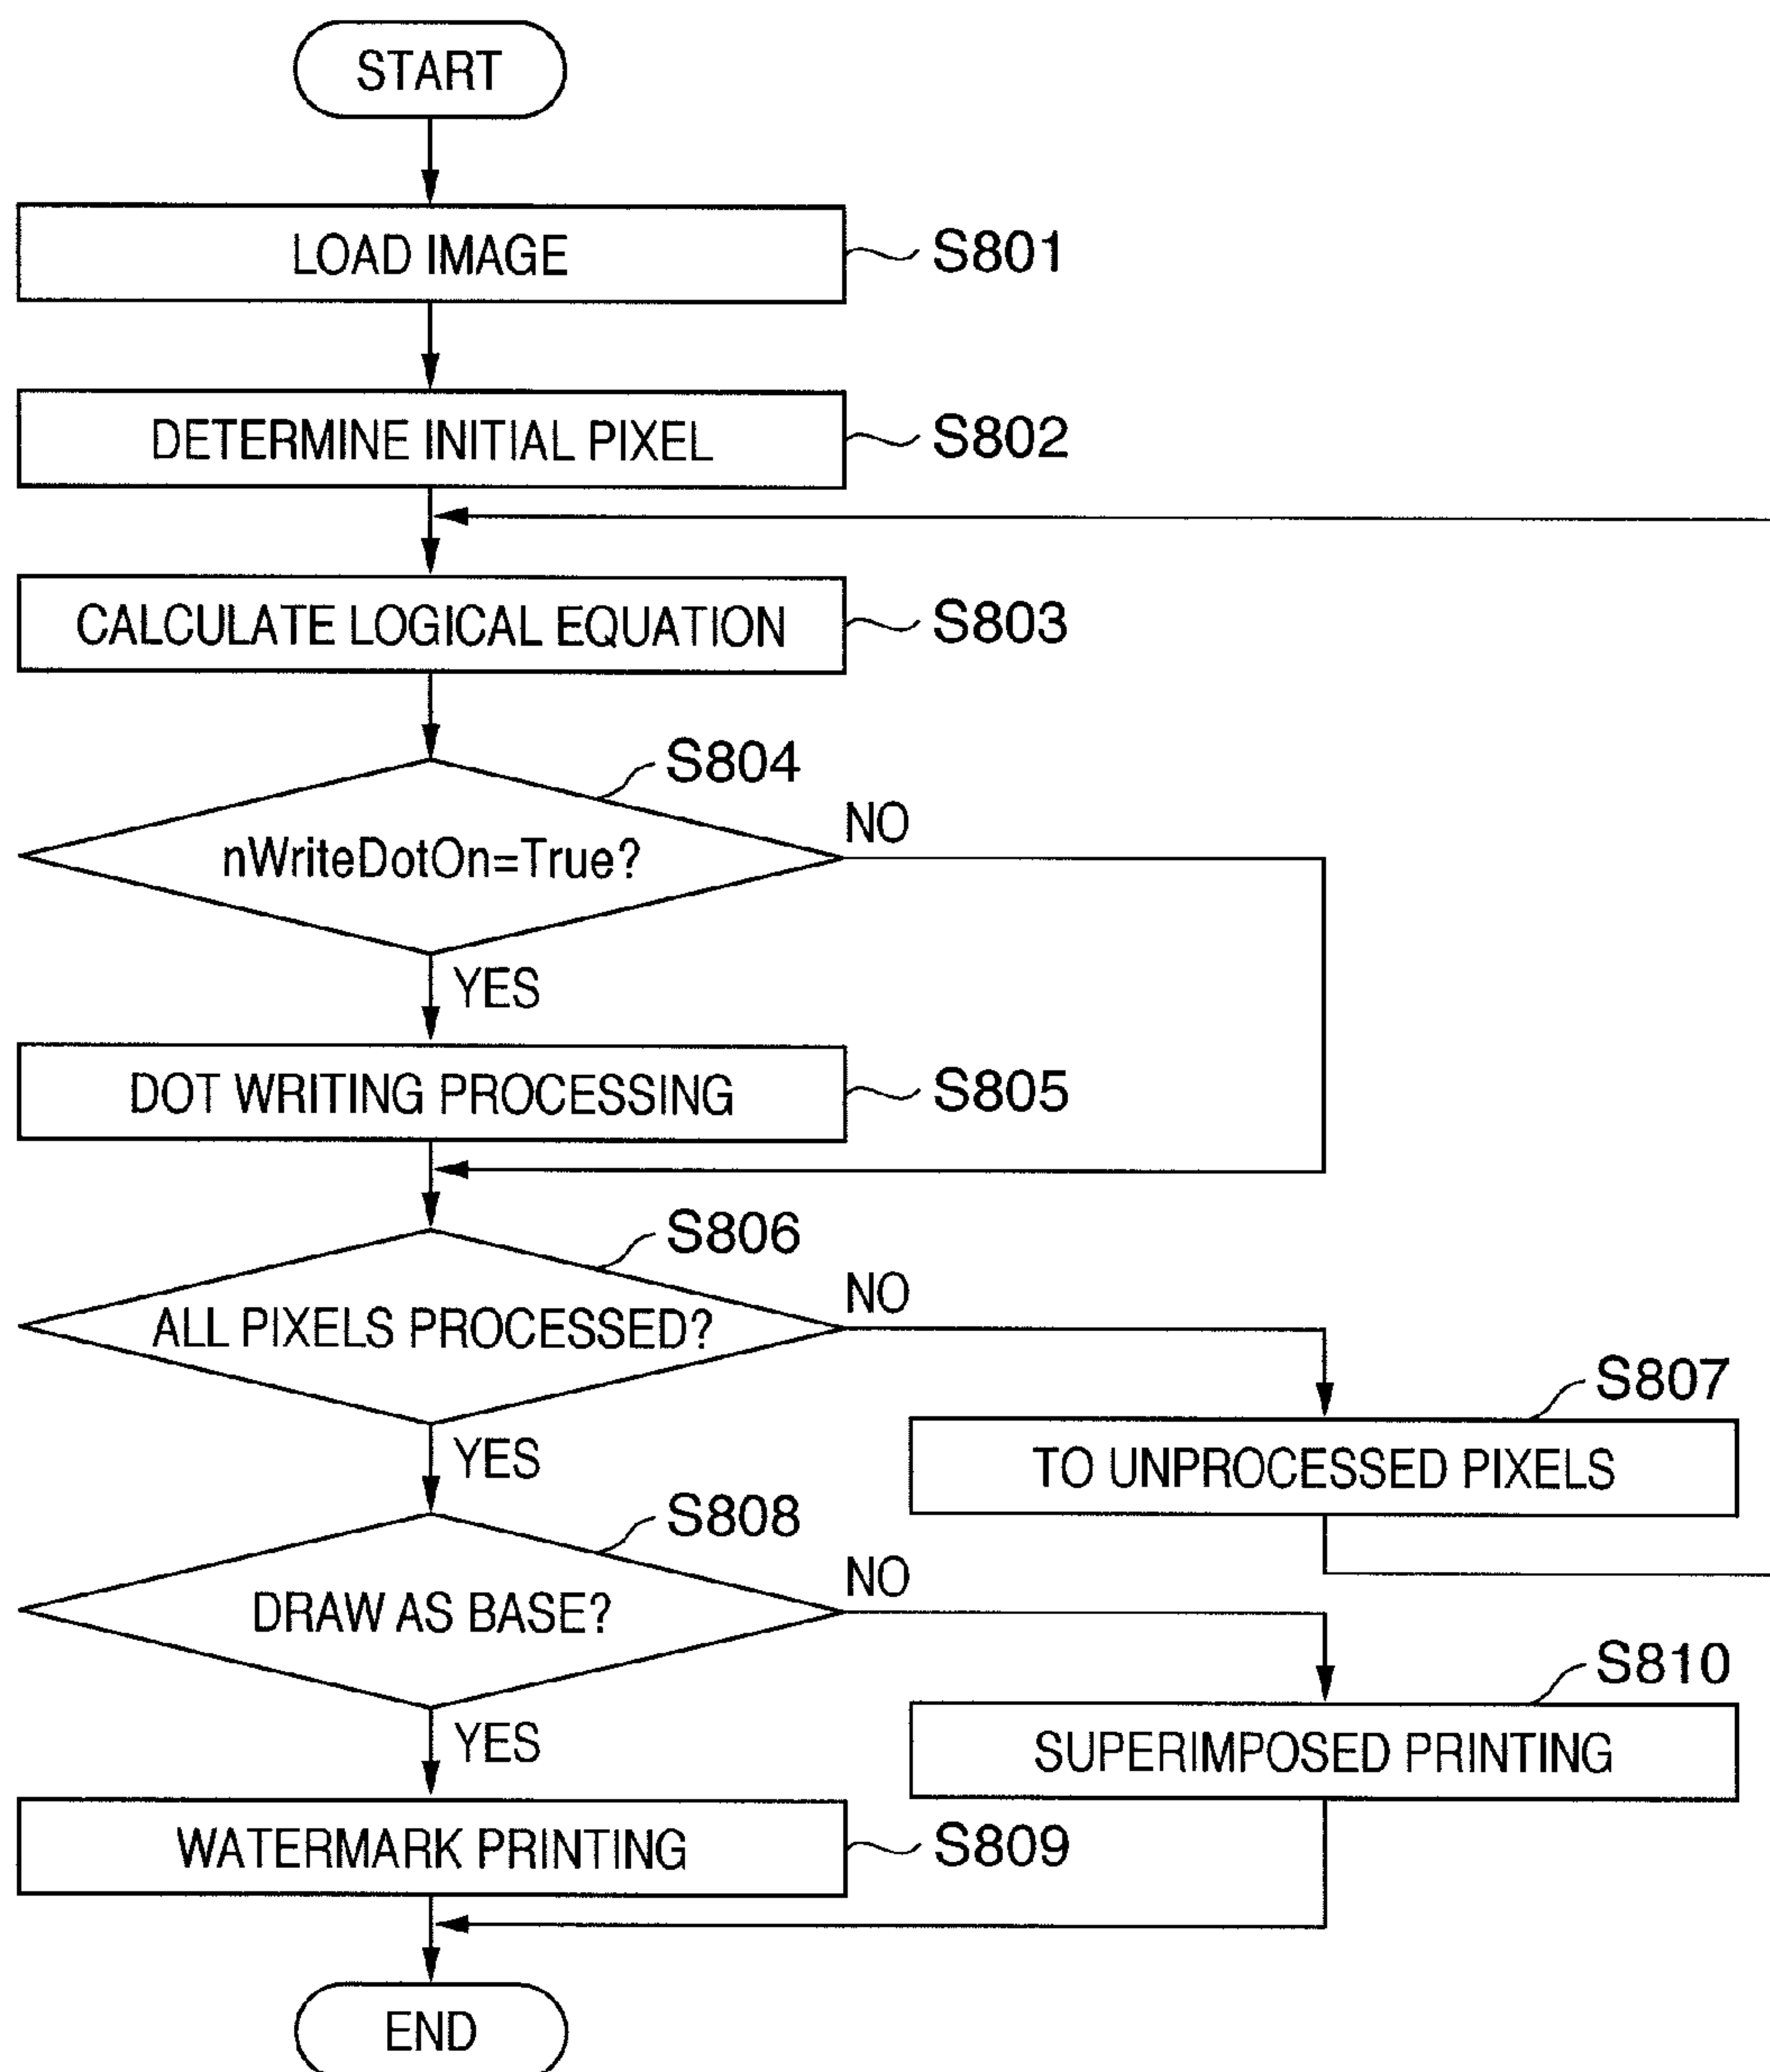 START
LOAD IMAGE
S801
DETERMINE INITIAL PIXEL
S802
CALCULATE LOGICAL EQUATION
S803
S804
nWriteDotOn=True?
NO
YES
DOT WRITING PROCESSING
S805
S806
ALL PIXELS PROCESSED?
NO
YES
S807
TO UNPROCESSED PIXELS
S808
DRAW AS BASE?
NO
YES
S810
SUPERIMPOSED PRINTING
WATERMARK PRINTING
S809
END